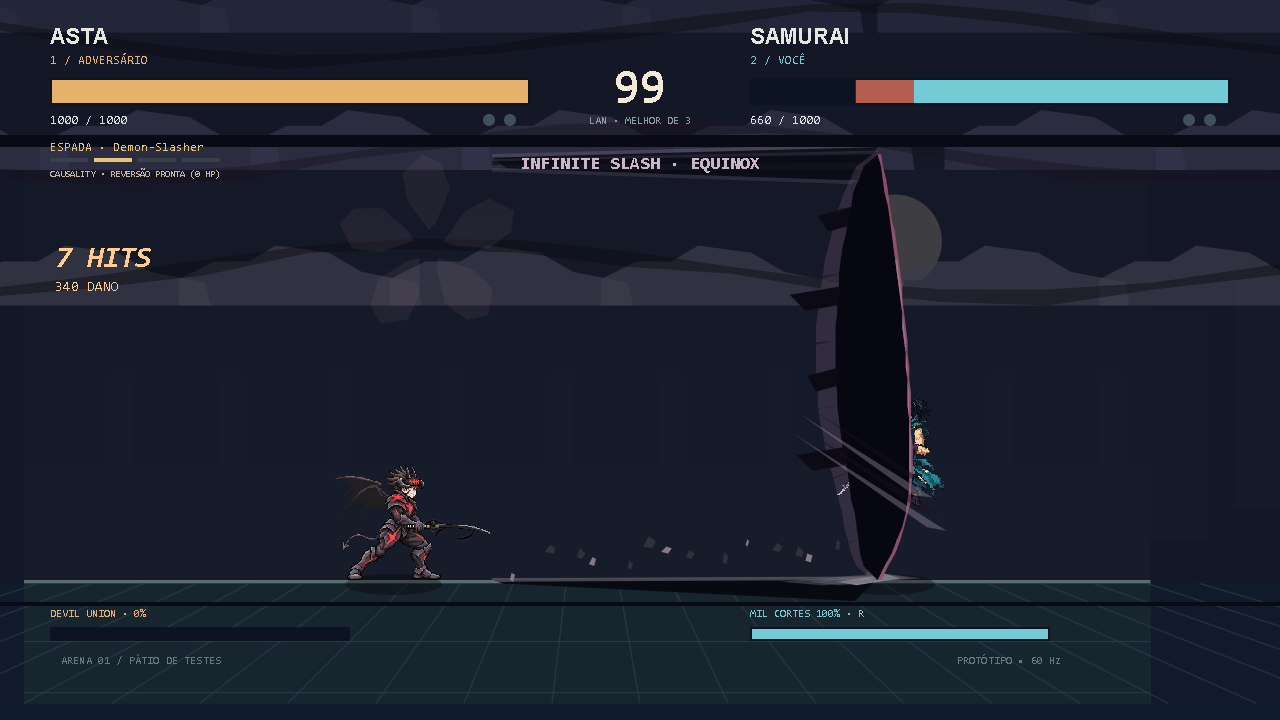 ASTA
1 / ADVERSÁRIO
1000 / 1000
99
LAN · MELHOR DE 3
SAMURAI
2 / VOCÊ
660 / 1000
ESPADA · Demon-Slasher
CAUSALITY · REVERSÃO PRONTA (0 HP)
INFINITE SLASH · EQUINOX
7 HITS
340 DANO
DEVIL UNION · 0%
MIL CORTES 100% · R
ARENA 01 / PÁTIO DE TESTES
PROTÓTIPO • 60 Hz